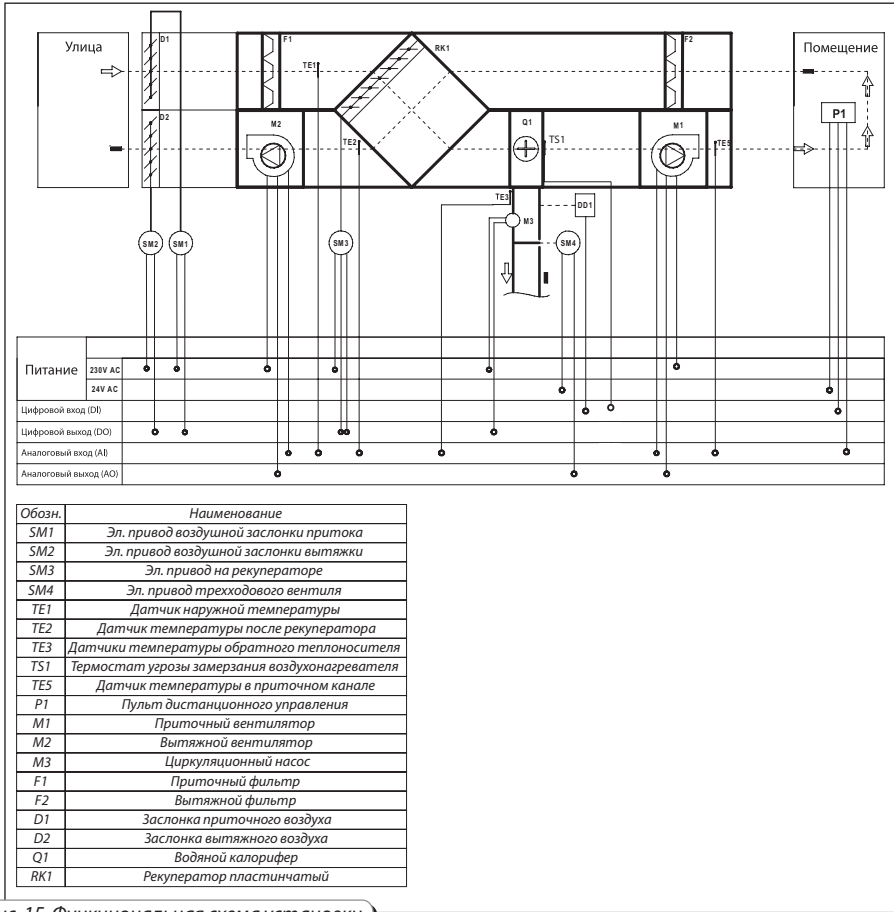 Улица
D1
F1
TE1
RK1
F2
Помещение
P1
D2
M2
TE2
Q1
TS1
M1
TE5
TE3
DD1
M3
SM2
SM1
SM3
SM4
Питание
230V AC
24V AC
Цифровой вход (DI)
Цифровой выход (DO)
Аналоговый вход (AI)
Аналоговый выход (AO)
Обозн. Наименование
SM1 Эл. привод воздушной заслонки притока
SM2 Эл. привод воздушной заслонки вытяжки
SM3 Эл. привод на рекуператоре
SM4 Эл. привод трехходового вентиля
TE1 Датчик наружной температуры
TE2 Датчик температуры после рекуператора
TE3 Датчики температуры обратного теплоносителя
TS1 Термостат угрозы замерзания воздухонагревателя
TE5 Датчик температуры в приточном канале
P1 Пульт дистанционного управления
M1 Приточный вентилятор
M2 Вытяжной вентилятор
M3 Циркуляционный насос
F1 Приточный фильтр
F2 Вытяжной фильтр
D1 Заслонка приточного воздуха
D2 Заслонка вытяжного воздуха
Q1 Водяной калорифер
RK1 Рекуператор пластинчатый
15 Функциональная схема установки